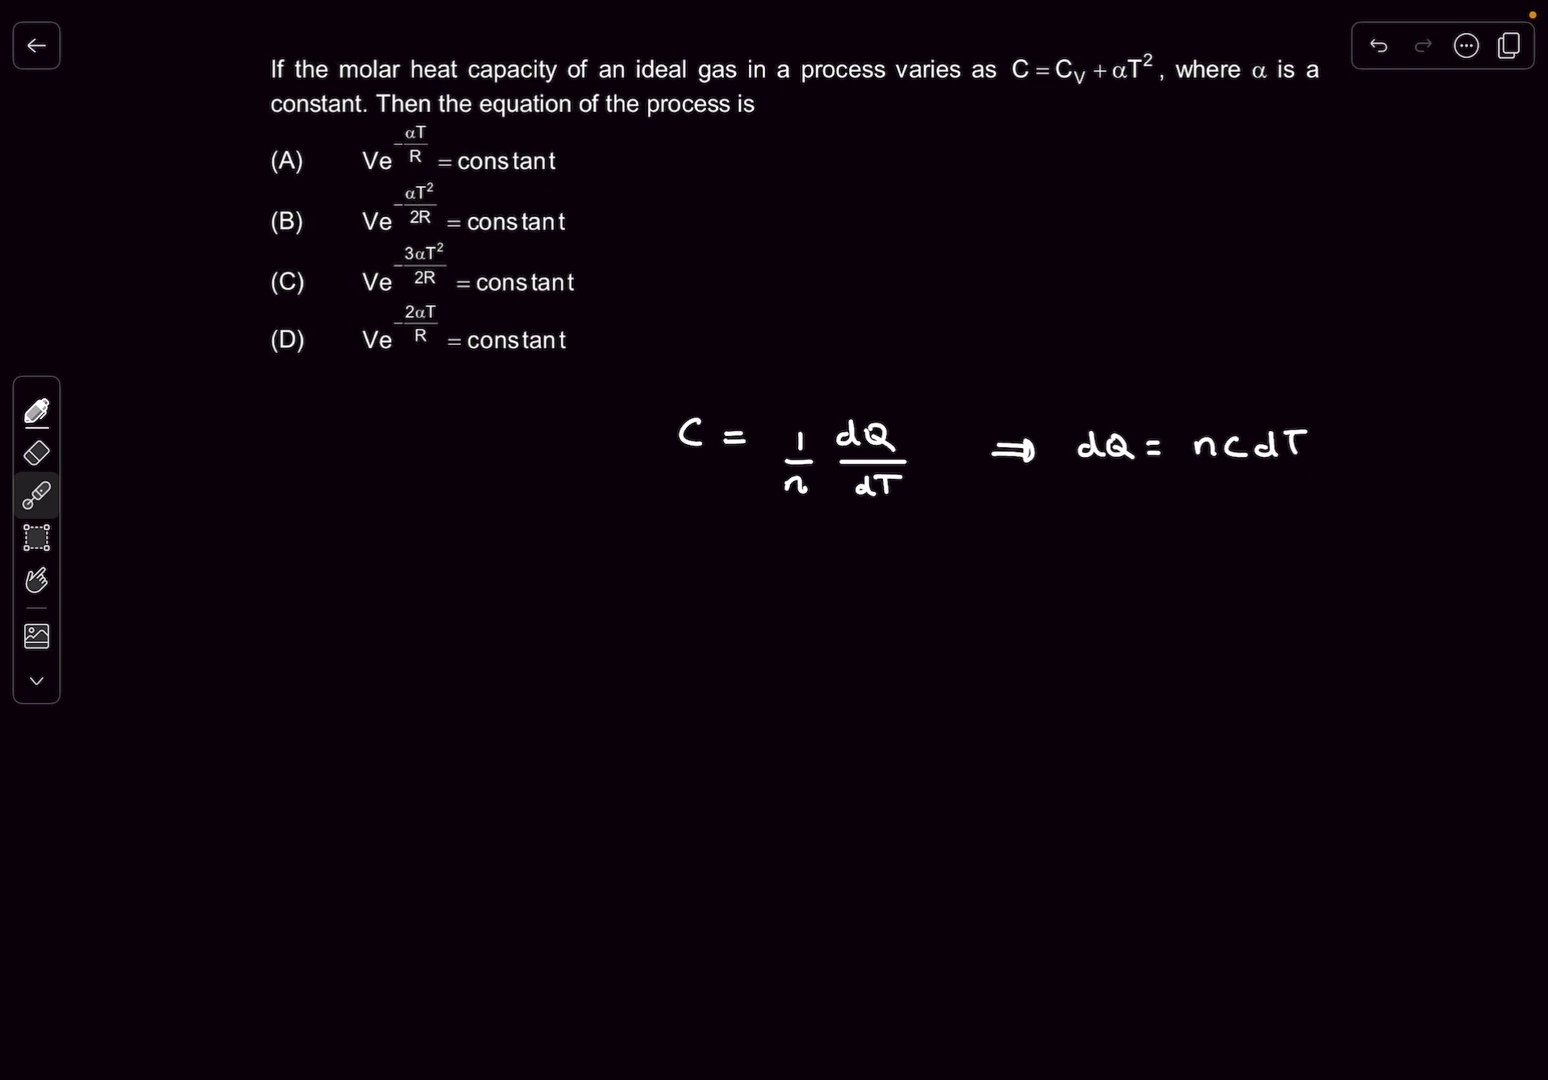 If the molar heat capacity of an ideal gas in a process varies as C = C_V + αT², where α is a
constant. Then the equation of the process is
(A) Ve^(-αT/R) = constant
(B) Ve^(-αT²/2R) = constant
(C) Ve^(-3αT²/2R) = constant
(D) Ve^(-2αT/R) = constant
C = 1/n dQ/dT ⇒ dQ = nCdT